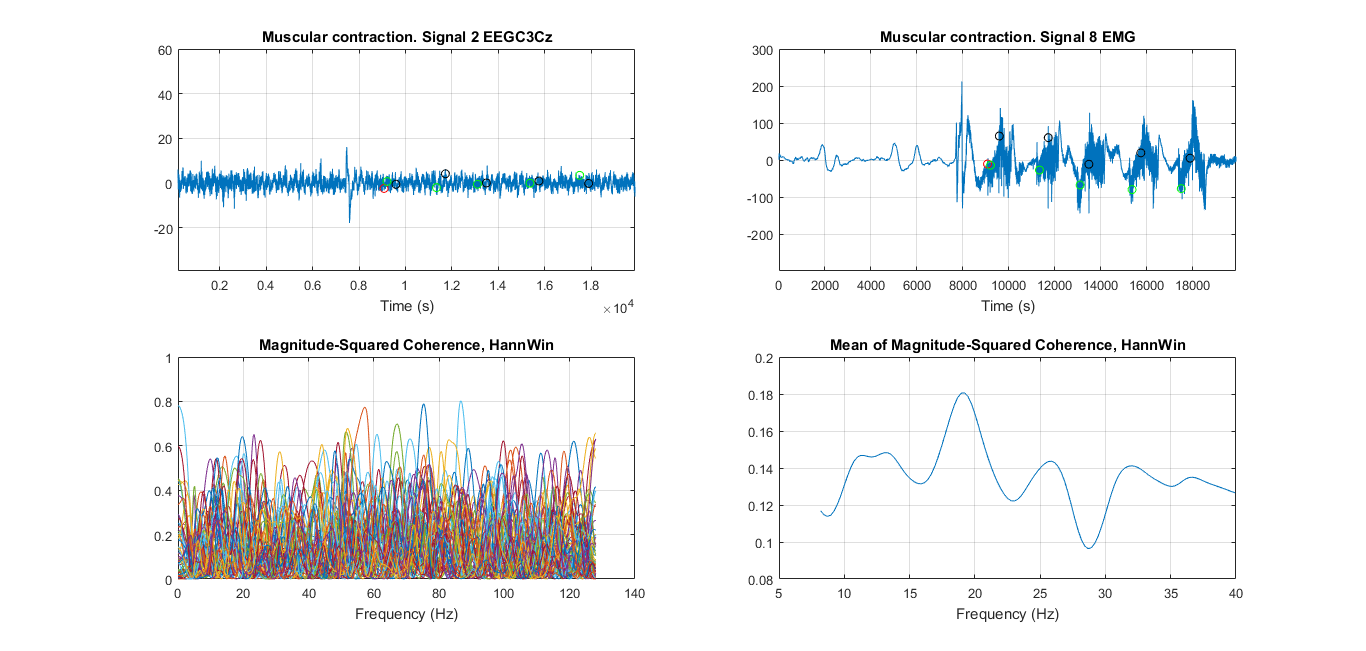 Muscular contraction. Signal 2 EEGC3Cz
60
40
20
0
-20
0.2 0.4 0.6 0.8 1 1.2 1.4 1.6 1.8
Time (s)
×10^4
Muscular contraction. Signal 8 EMG
300
200
100
0
-100
-200
0 2000 4000 6000 8000 10000 12000 14000 16000 18000
Time (s)
Magnitude-Squared Coherence, HannWin
1
0.8
0.6
0.4
0.2
0
0 20 40 60 80 100 120 140
Frequency (Hz)
Mean of Magnitude-Squared Coherence, HannWin
0.2
0.18
0.16
0.14
0.12
0.1
0.08
5 10 15 20 25 30 35 40
Frequency (Hz)